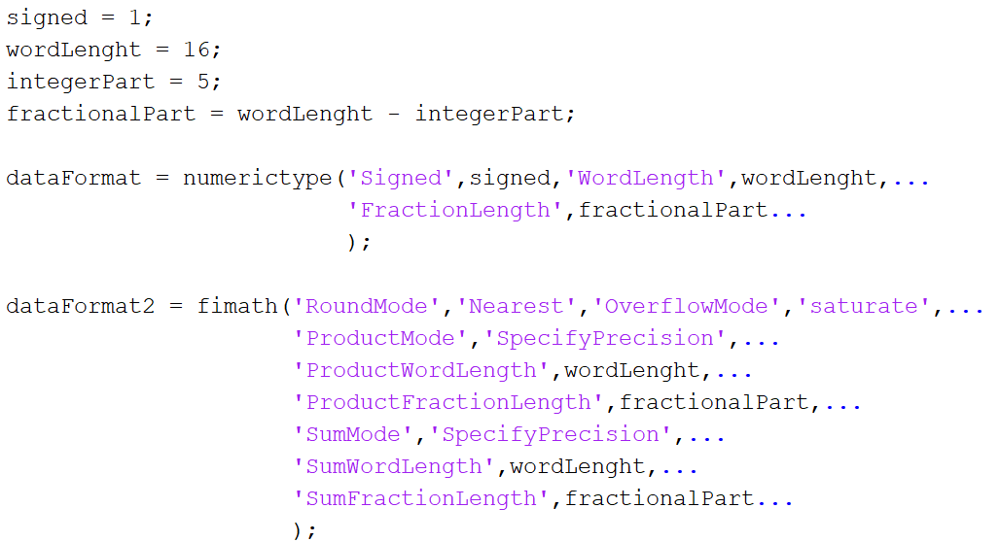 signed = 1;
wordLenght = 16;
integerPart = 5;
fractionalPart = wordLenght - integerPart;
dataFormat = numerictype('Signed',signed,'WordLength',wordLenght,...
'FractionLength',fractionalPart...
);
dataFormat2 = fimath('RoundMode','Nearest','OverflowMode','saturate',...
'ProductMode','SpecifyPrecision',...
'ProductWordLength',wordLenght,...
'ProductFractionLength',fractionalPart,...
'SumMode','SpecifyPrecision',...
'SumWordLength',wordLenght,...
'SumFractionLength',fractionalPart...
);